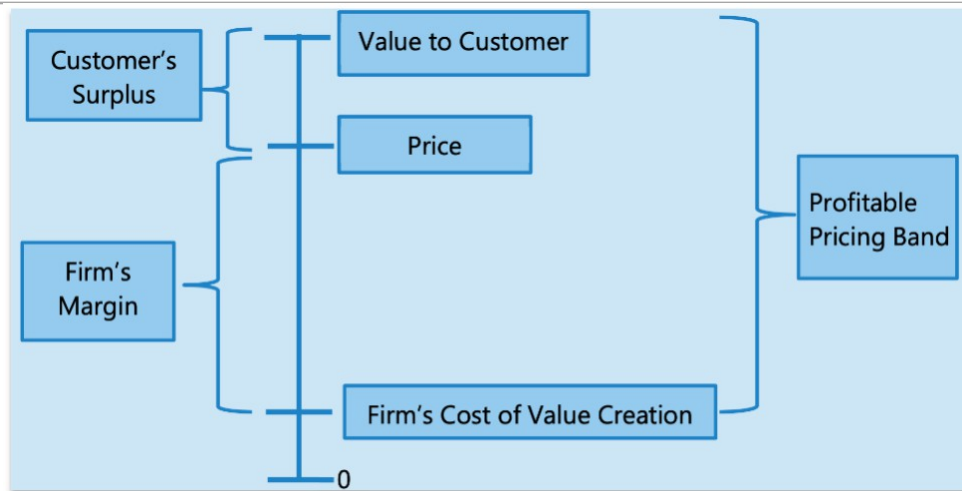 Value to Customer
Customer's
Surplus
Price
Profitable
Pricing Band
Firm's
Margin
Firm's Cost of Value Creation
0